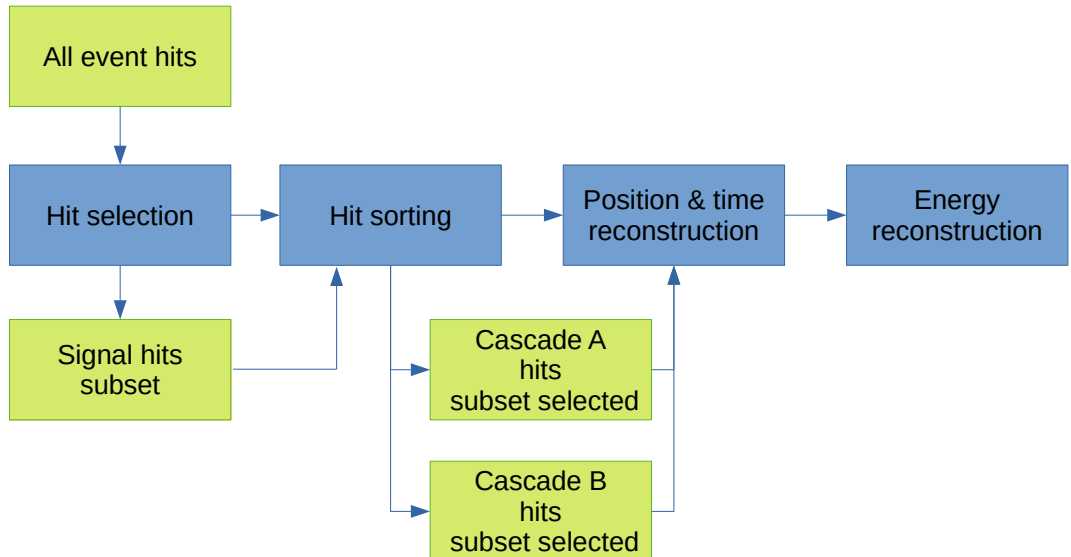 All event hits
Hit selection
Hit sorting
Position & time
reconstruction
Energy
reconstruction
Signal hits
subset
Cascade A
hits
subset selected
Cascade B
hits
subset selected